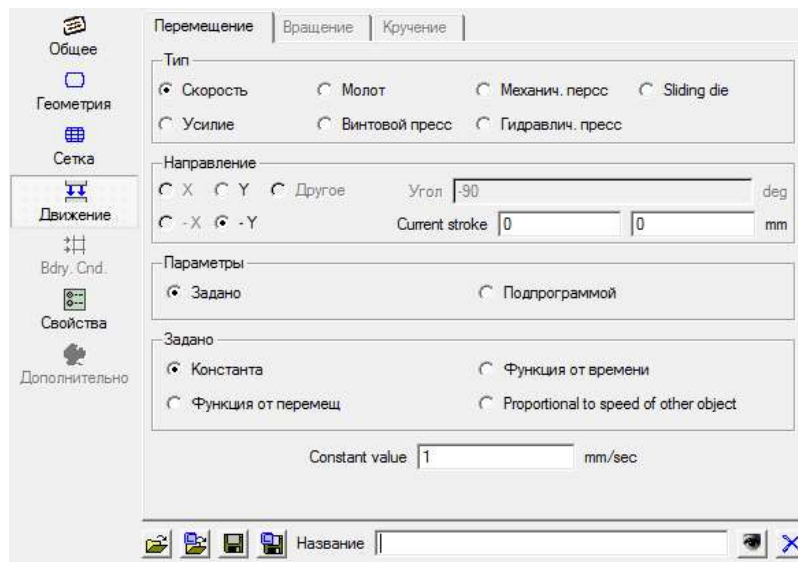 Общее
Геометрия
Сетка
Движение
Bdry. Cnd.
Свойства
Дополнительно
Перемещение Вращение Кручение
Тип
Скорость Молот Механич. персс Sliding die
Усилие Винтовой пресс Гидравлич. пресс
Направление
X Y Другое Угол -90 deg
-X -Y Current stroke 0 0 mm
Параметры
Задано Подпрограммой
Задано
Константа Функция от времени
Функция от перемещ Proportional to speed of other object
Constant value 1 mm/sec
Название